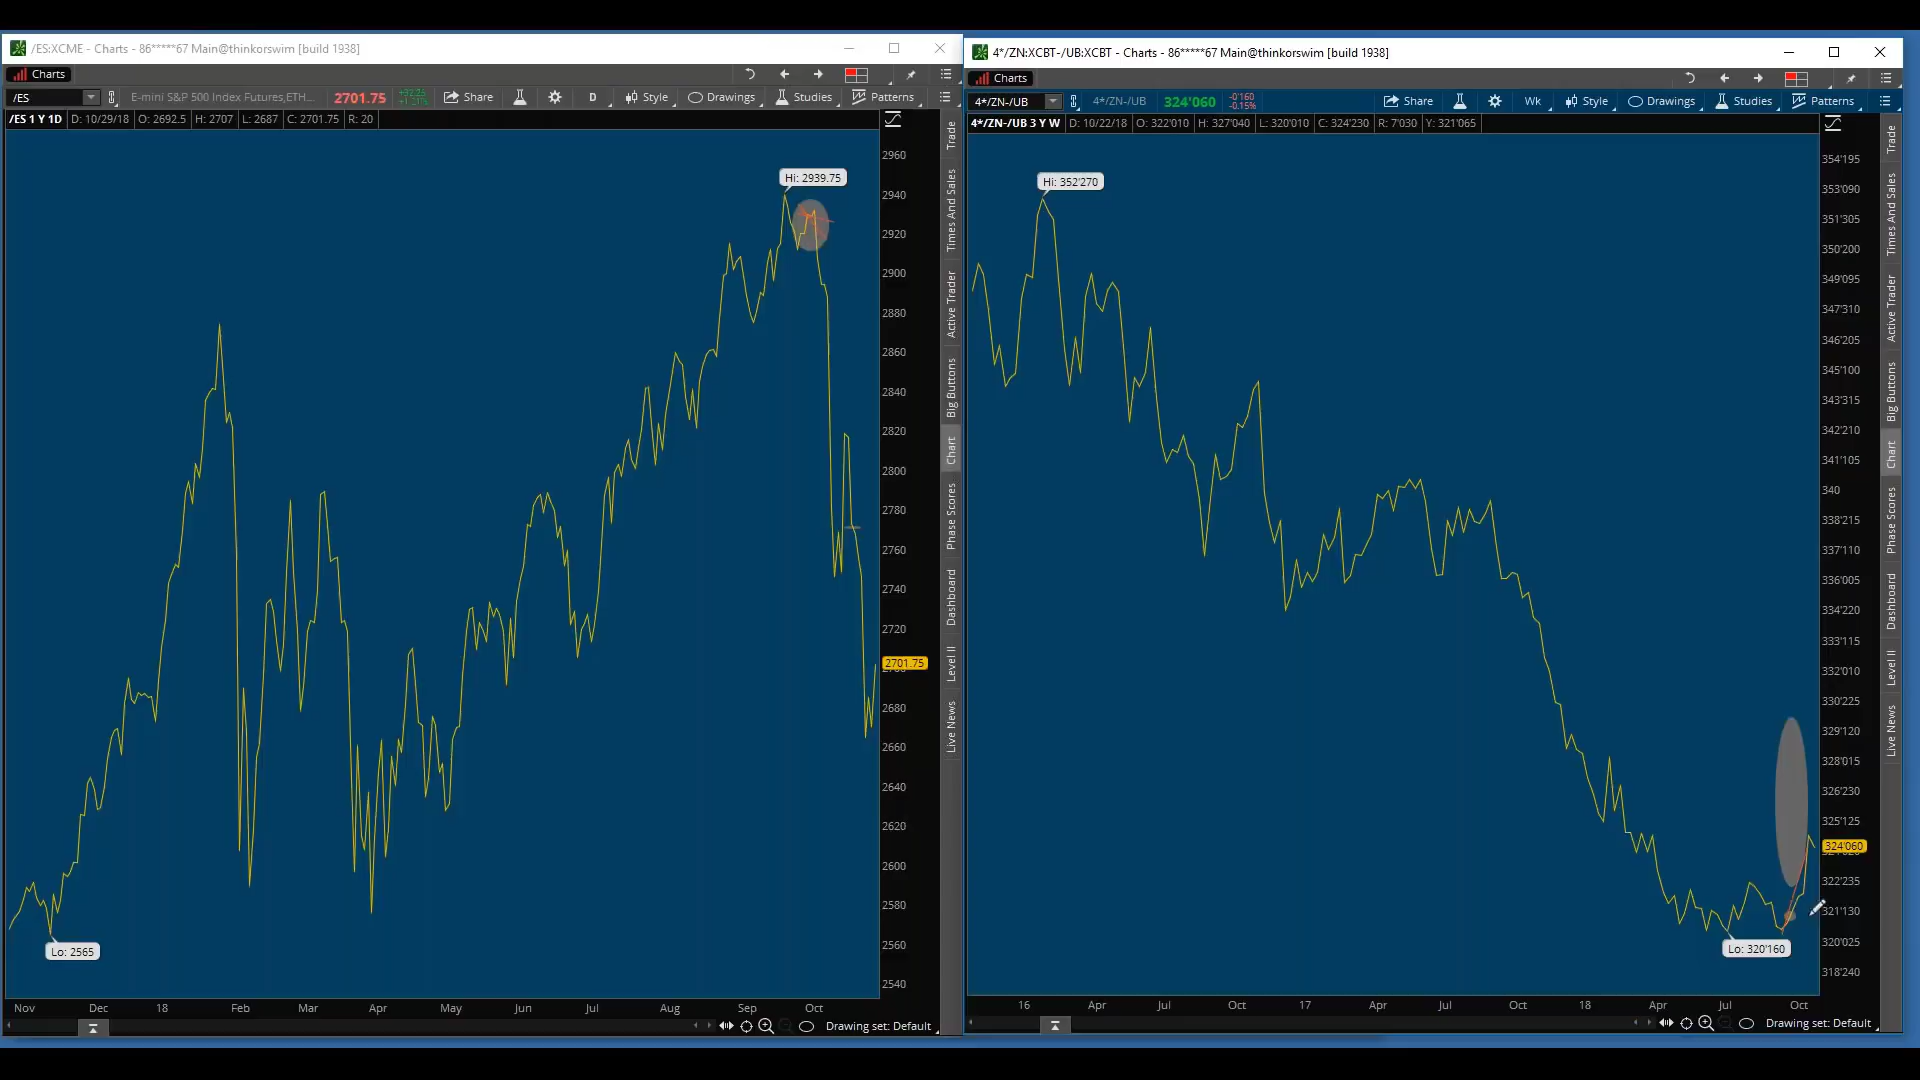 /ES:XCME - Charts - 86*****67 Main@thinkorswim [build 1938]
Charts
/ES
E-mini S&P 500 Index Futures,ETH...
2701.75
+32.25
+1.21%
Share
D
Style
Drawings
Studies
Patterns
/ES 1 Y 1D
D: 10/29/18
O: 2692.5
H: 2707
L: 2687
C: 2701.75
R: 20
Hi: 2939.75
Lo: 2565
2960
2940
2920
2900
2880
2860
2840
2820
2800
2780
2760
2740
2720
2701.75
2680
2660
2640
2620
2600
2580
2560
2540
Nov
Dec
18
Feb
Mar
Apr
May
Jun
Jul
Aug
Sep
Oct
Drawing set: Default
Trade
Times And Sales
Active Trader
Big Buttons
Chart
Phase Scores
Dashboard
Level II
Live News
4*/ZN:XCBT-/UB:XCBT - Charts - 86*****67 Main@thinkorswim [build 1938]
Charts
4*/ZN-/UB
4*/ZN-/UB
324'060
-0'160
-0.15%
Share
Wk
Style
Drawings
Studies
Patterns
4*/ZN-/UB 3 Y W
D: 10/22/18
O: 322'010
H: 327'040
L: 320'010
C: 324'230
R: 7'030
Y: 321'065
Hi: 352'270
Lo: 320'160
354'195
353'090
351'305
350'200
349'095
347'310
346'205
345'100
343'315
342'210
341'105
340
338'215
337'110
336'005
334'220
333'115
332'010
330'225
329'120
328'015
326'230
325'125
324'060
322'235
321'130
320'025
318'240
16
Apr
Jul
Oct
17
Apr
Jul
Oct
18
Apr
Jul
Oct
Drawing set: Default
Trade
Times And Sales
Active Trader
Big Buttons
Chart
Phase Scores
Dashboard
Level II
Live News